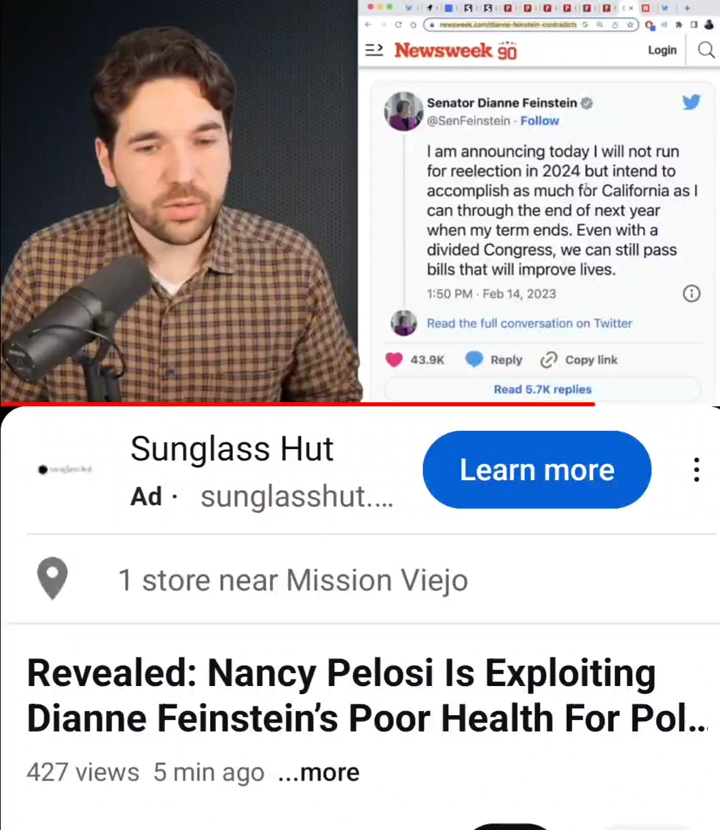 newsweek.com/dianne-feinstein-contradicts
Newsweek 90
Login
Senator Dianne Feinstein
@SenFeinstein · Follow
I am announcing today I will not run
for reelection in 2024 but intend to
accomplish as much for California as I
can through the end of next year
when my term ends. Even with a
divided Congress, we can still pass
bills that will improve lives.
1:50 PM · Feb 14, 2023
Read the full conversation on Twitter
43.9K Reply Copy link
Read 5.7K replies
Sunglass Hut
Ad · sunglasshut....
Learn more
1 store near Mission Viejo
Revealed: Nancy Pelosi Is Exploiting
Dianne Feinstein's Poor Health For Pol...
427 views 5 min ago ...more